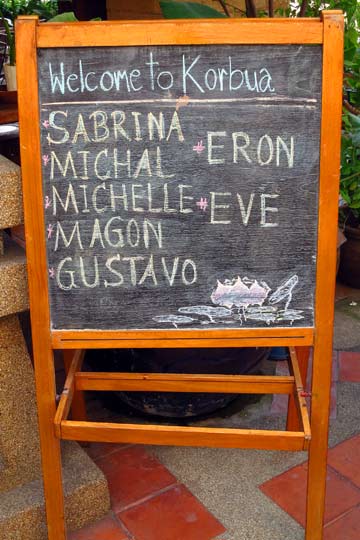 Welcome to Korbua
* SABRINA
* MICHAL
* MICHELLE
* MAGON
* GUSTAVO
* ERON
* EVE